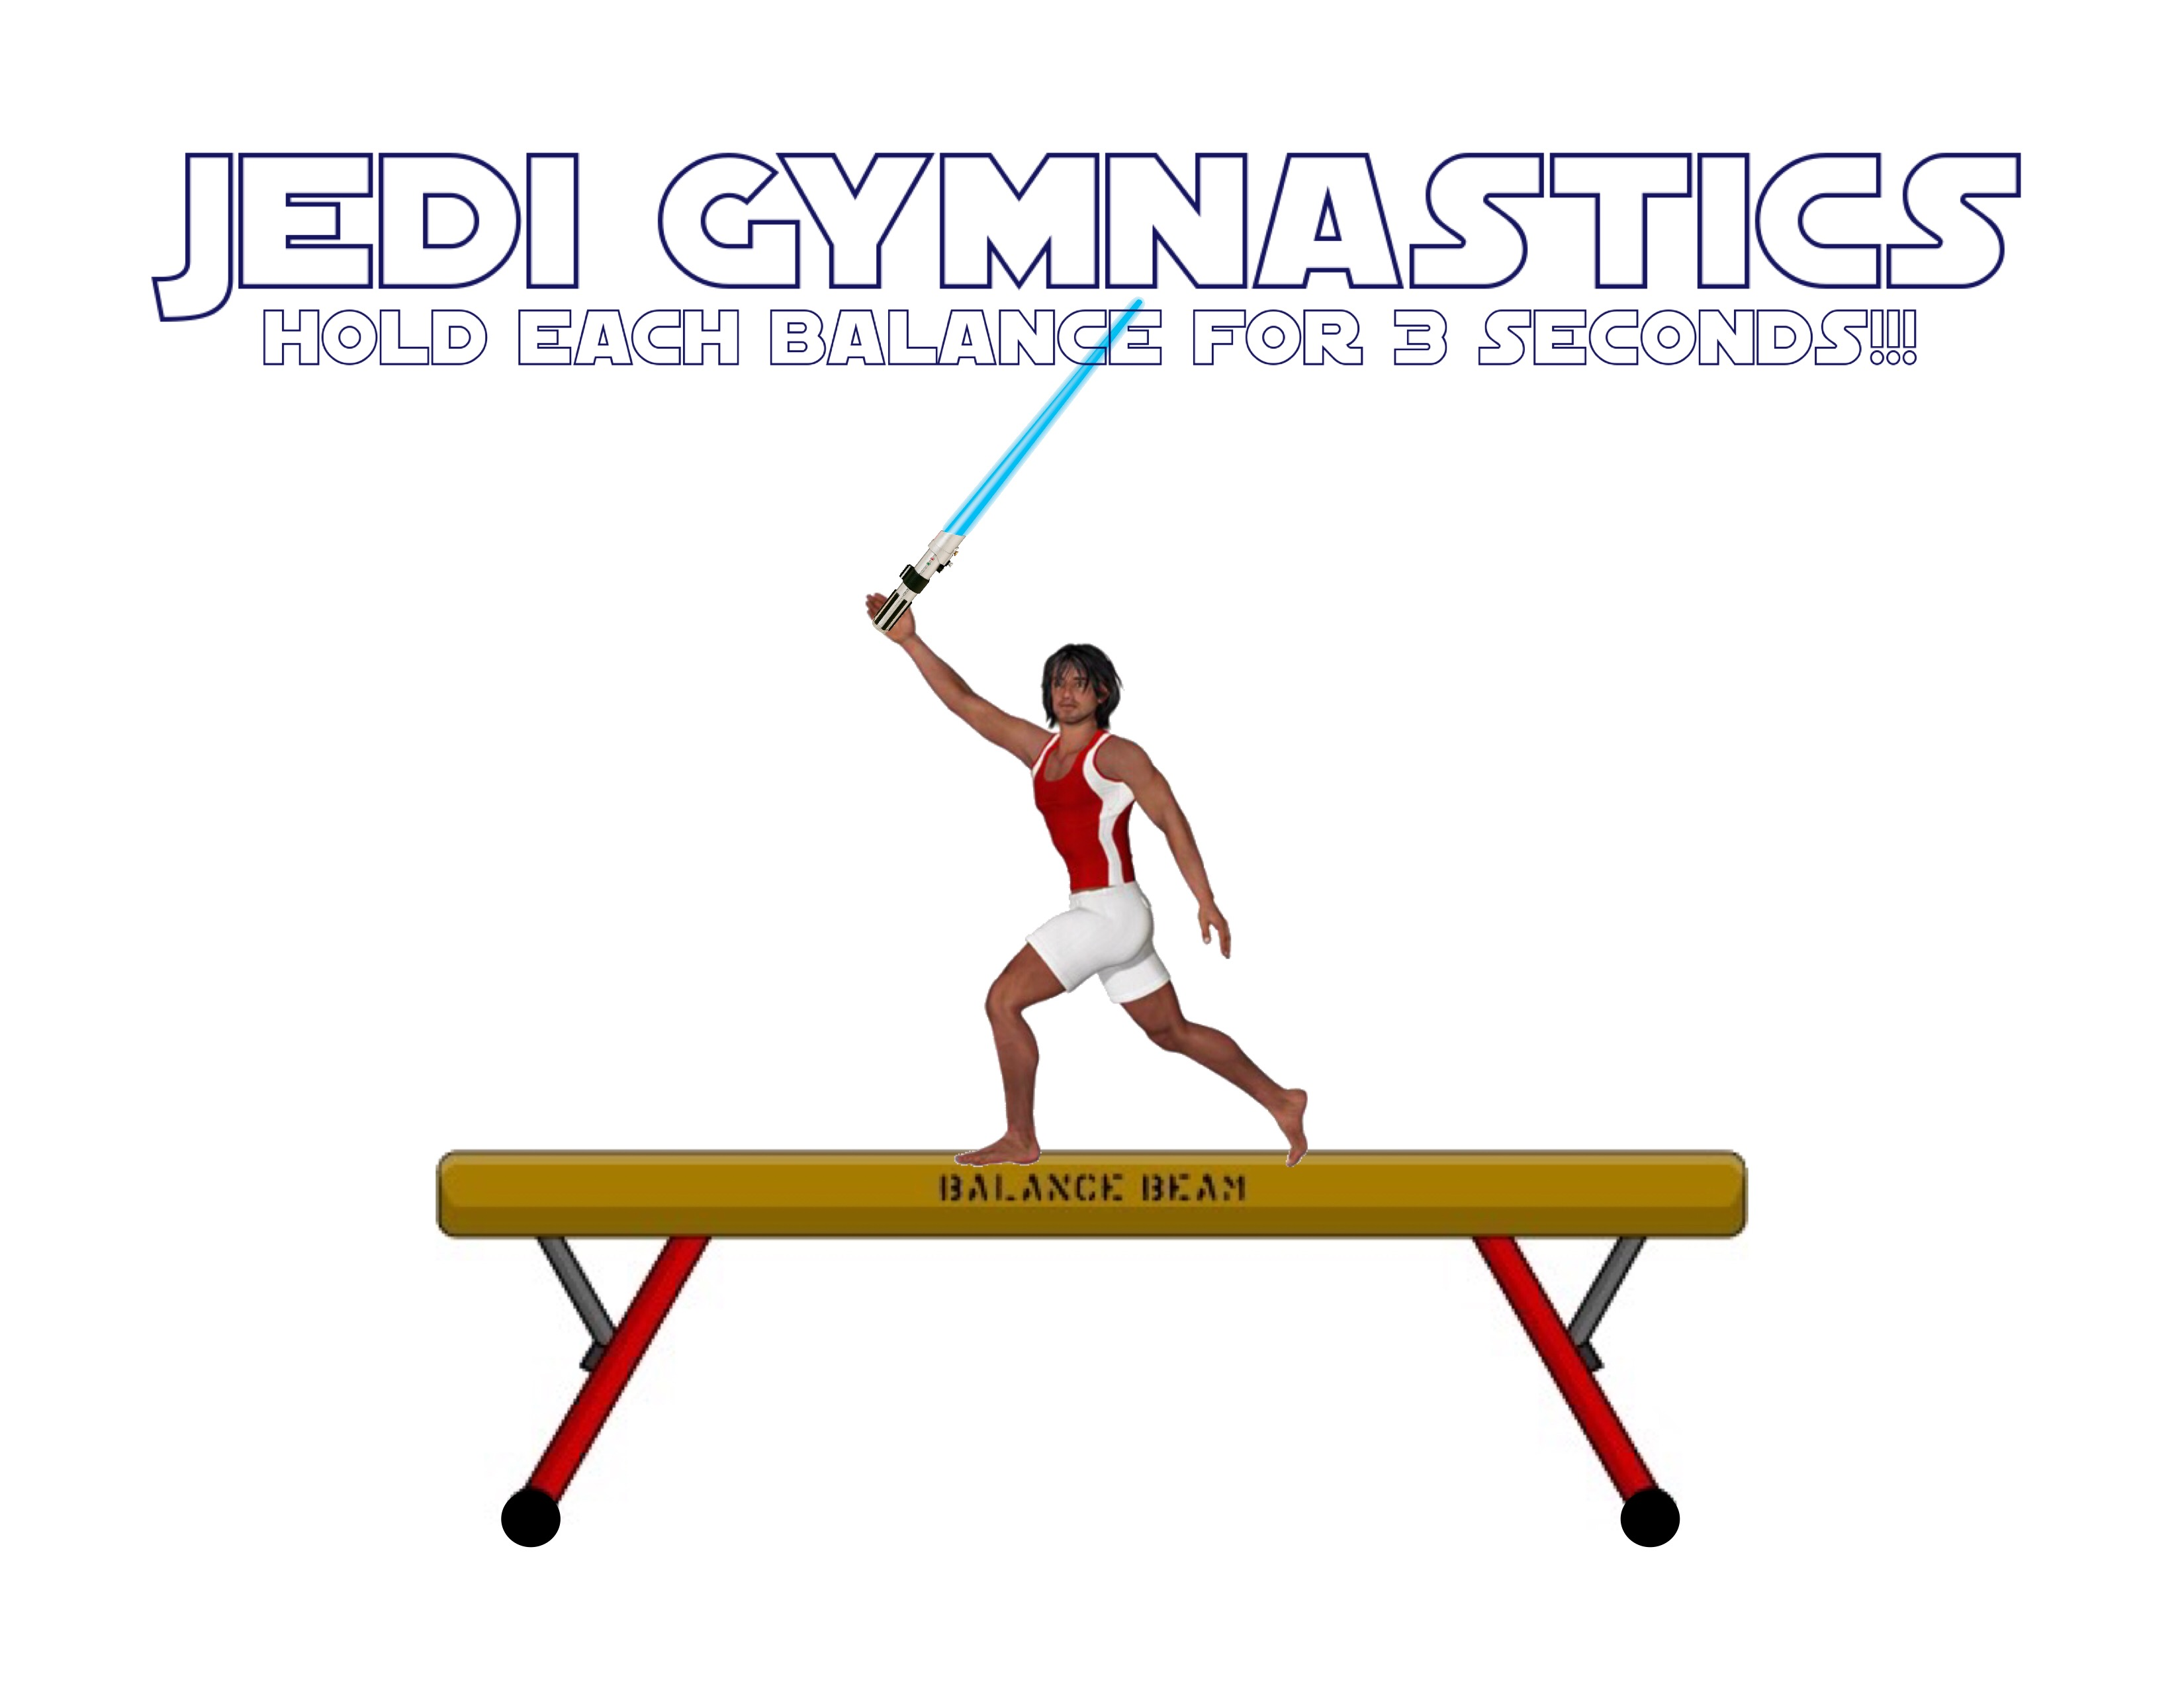 JEDI GYMNASTICS
HOLD EACH BALANCE FOR 3 SECONDS!!!
BALANCE BEAM